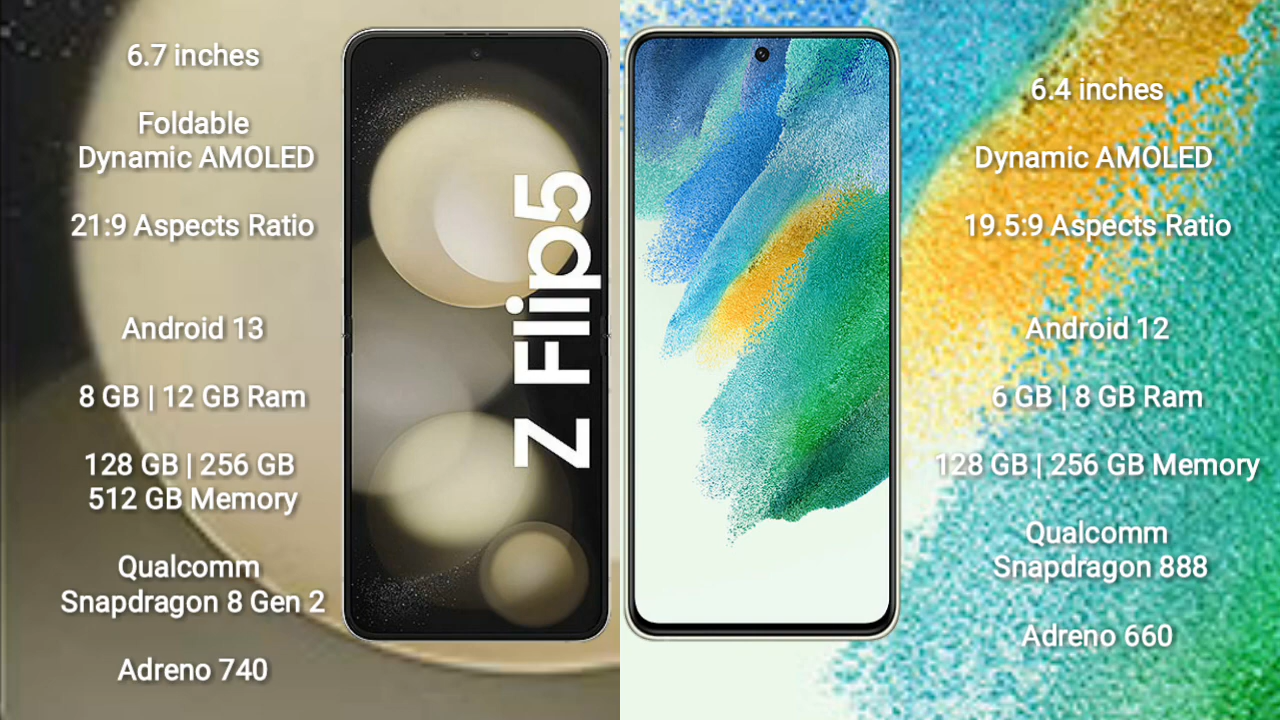 6.7 inches
Foldable
Dynamic AMOLED
21:9 Aspects Ratio
Android 13
8 GB | 12 GB Ram
128 GB | 256 GB
512 GB Memory
Qualcomm
Snapdragon 8 Gen 2
Adreno 740
Z Flip5
6.4 inches
Dynamic AMOLED
19.5:9 Aspects Ratio
Android 12
6 GB | 8 GB Ram
128 GB | 256 GB Memory
Qualcomm
Snapdragon 888
Adreno 660